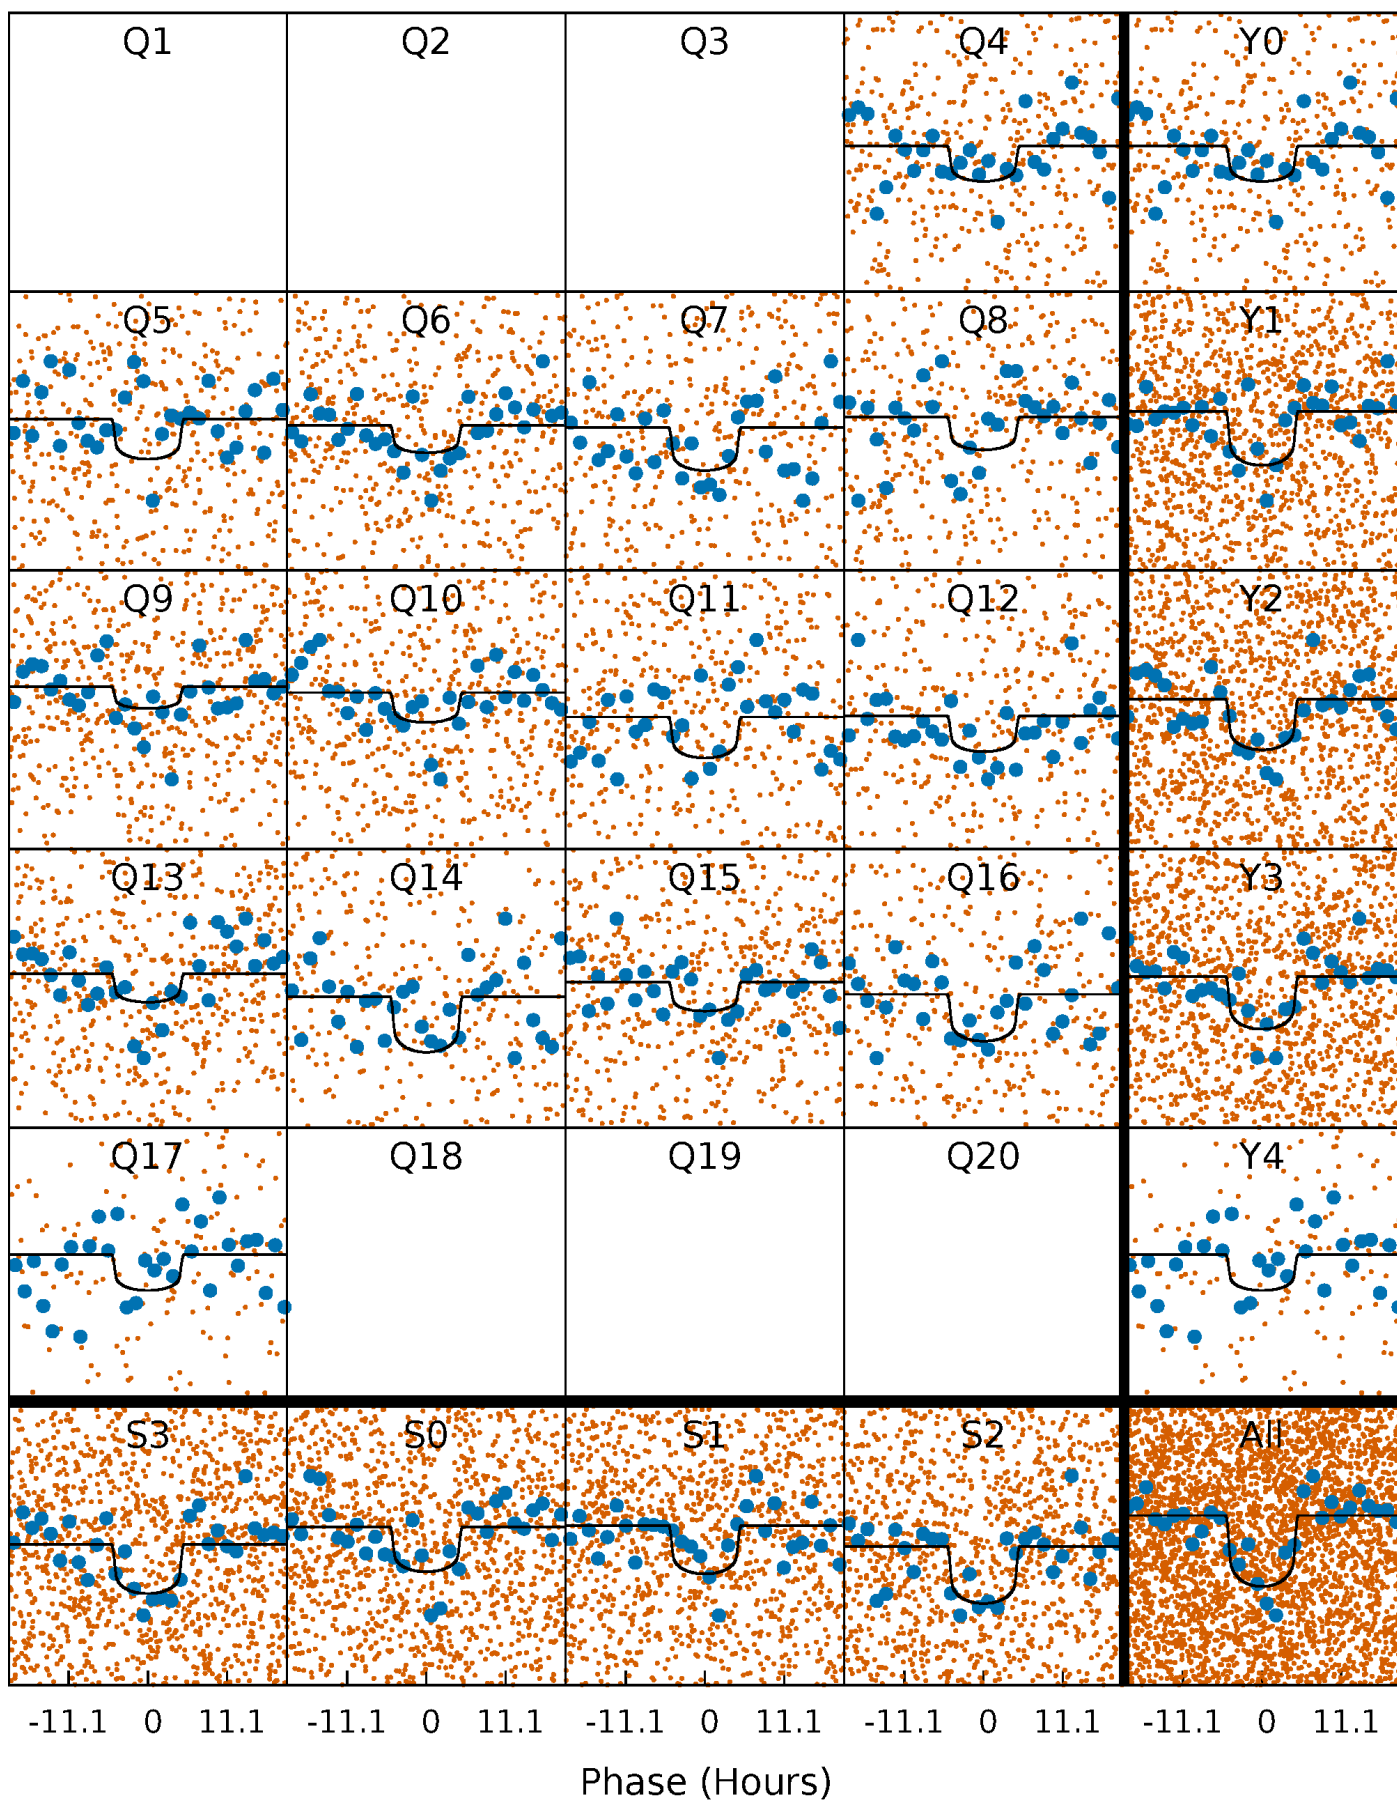 Q1 Q2 Q3 Q4 Y0
Q5 Q6 Q7 Q8 Y1
Q9 Q10 Q11 Q12 Y2
Q13 Q14 Q15 Q16 Y3
Q17 Q18 Q19 Q20 Y4
S3 S0 S1 S2 All
-11.1 0 11.1 -11.1 0 11.1 -11.1 0 11.1 -11.1 0 11.1 -11.1 0 11.1
Phase (Hours)